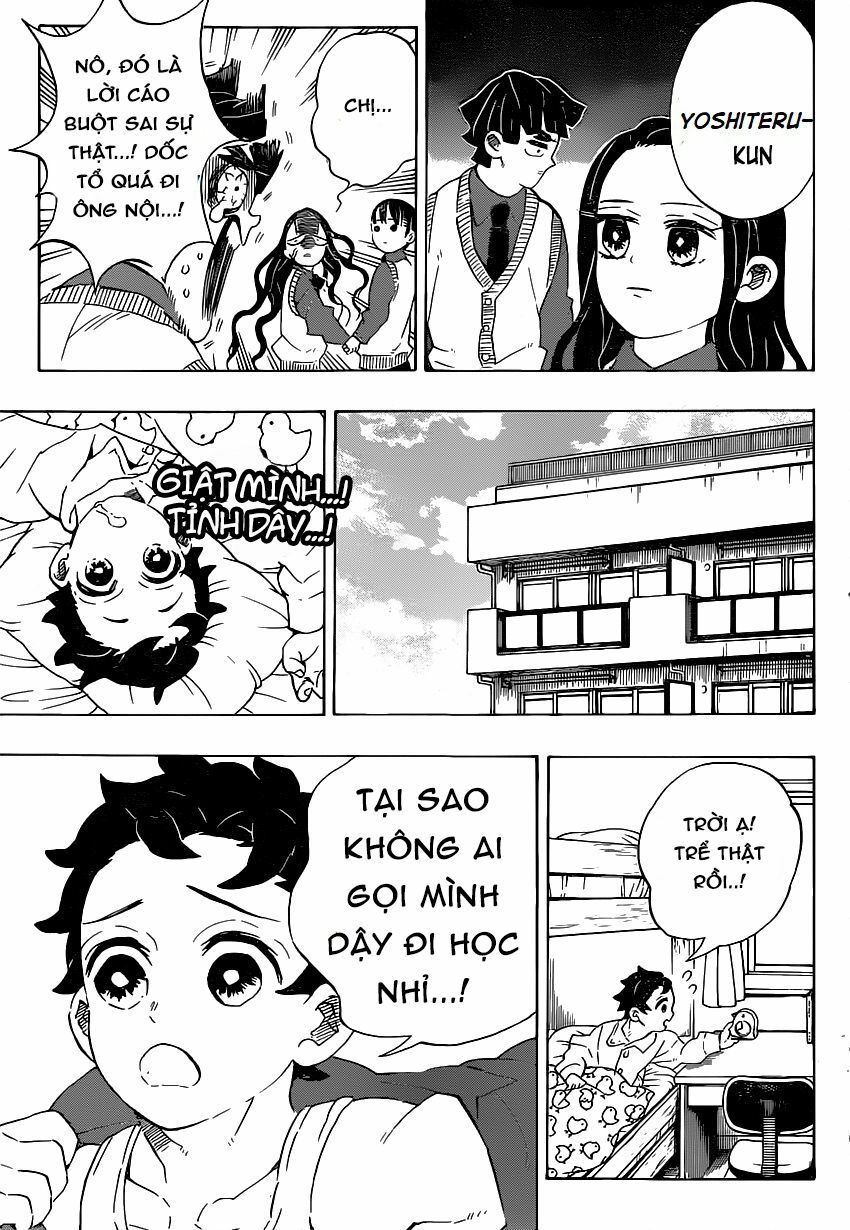 YOSHITERU-
KUN
CHỊ...
NÔ, ĐÓ LÀ
LỜI CÁO
BUỘT SAI SỰ
THẬT...! DỐC
TỔ QUÁ ĐI
ÔNG NỘI...!
GIẬT MÌNH...!
TỈNH DẬY...!
TRỜI Ạ!
TRỂ THẬT
RỒI..!
TẠI SAO
KHÔNG AI
GỌI MÌNH
DẬY ĐI HỌC
NHỈ...!